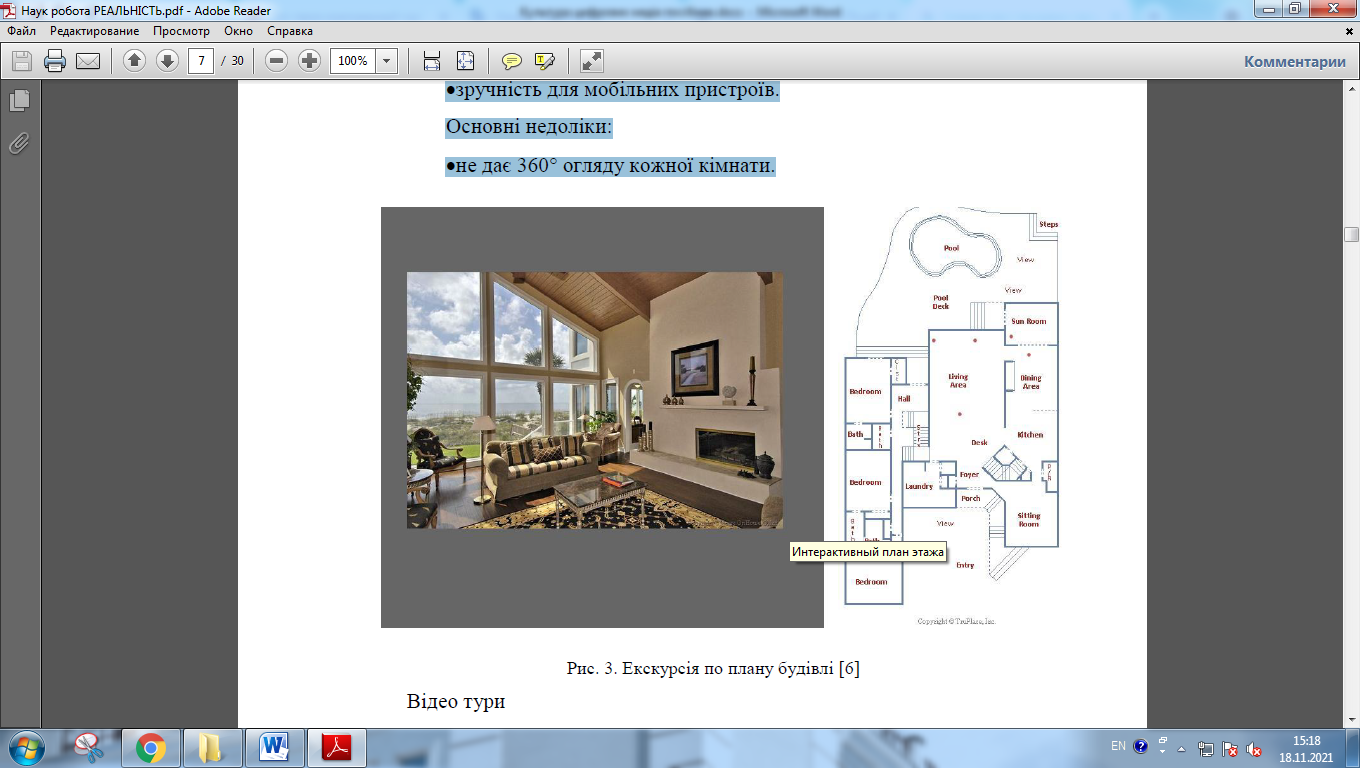 Наук робота РЕАЛЬНІСТЬ.pdf - Adobe Reader
Файл Редактирование Просмотр Окно Справка
7 / 30 100% Комментарии
•зручність для мобільних пристроїв.
Основні недоліки:
•не дає 360° огляду кожної кімнати.
Steps
Pool
View
View
Pool
Deck
Sun Room
Living
Area
Dining
Area
Bedroom
Hall
Bath
Desk
Kitchen
Bedroom
Laundry
Foyer
Porch
Sitting
Room
View
Интерактивный план этажа
Entry
Bedroom
Copyright © TruPlace, Inc.
Рис. 3. Екскурсія по плану будівлі [6]
Відео тури
EN
15:18
18.11.2021